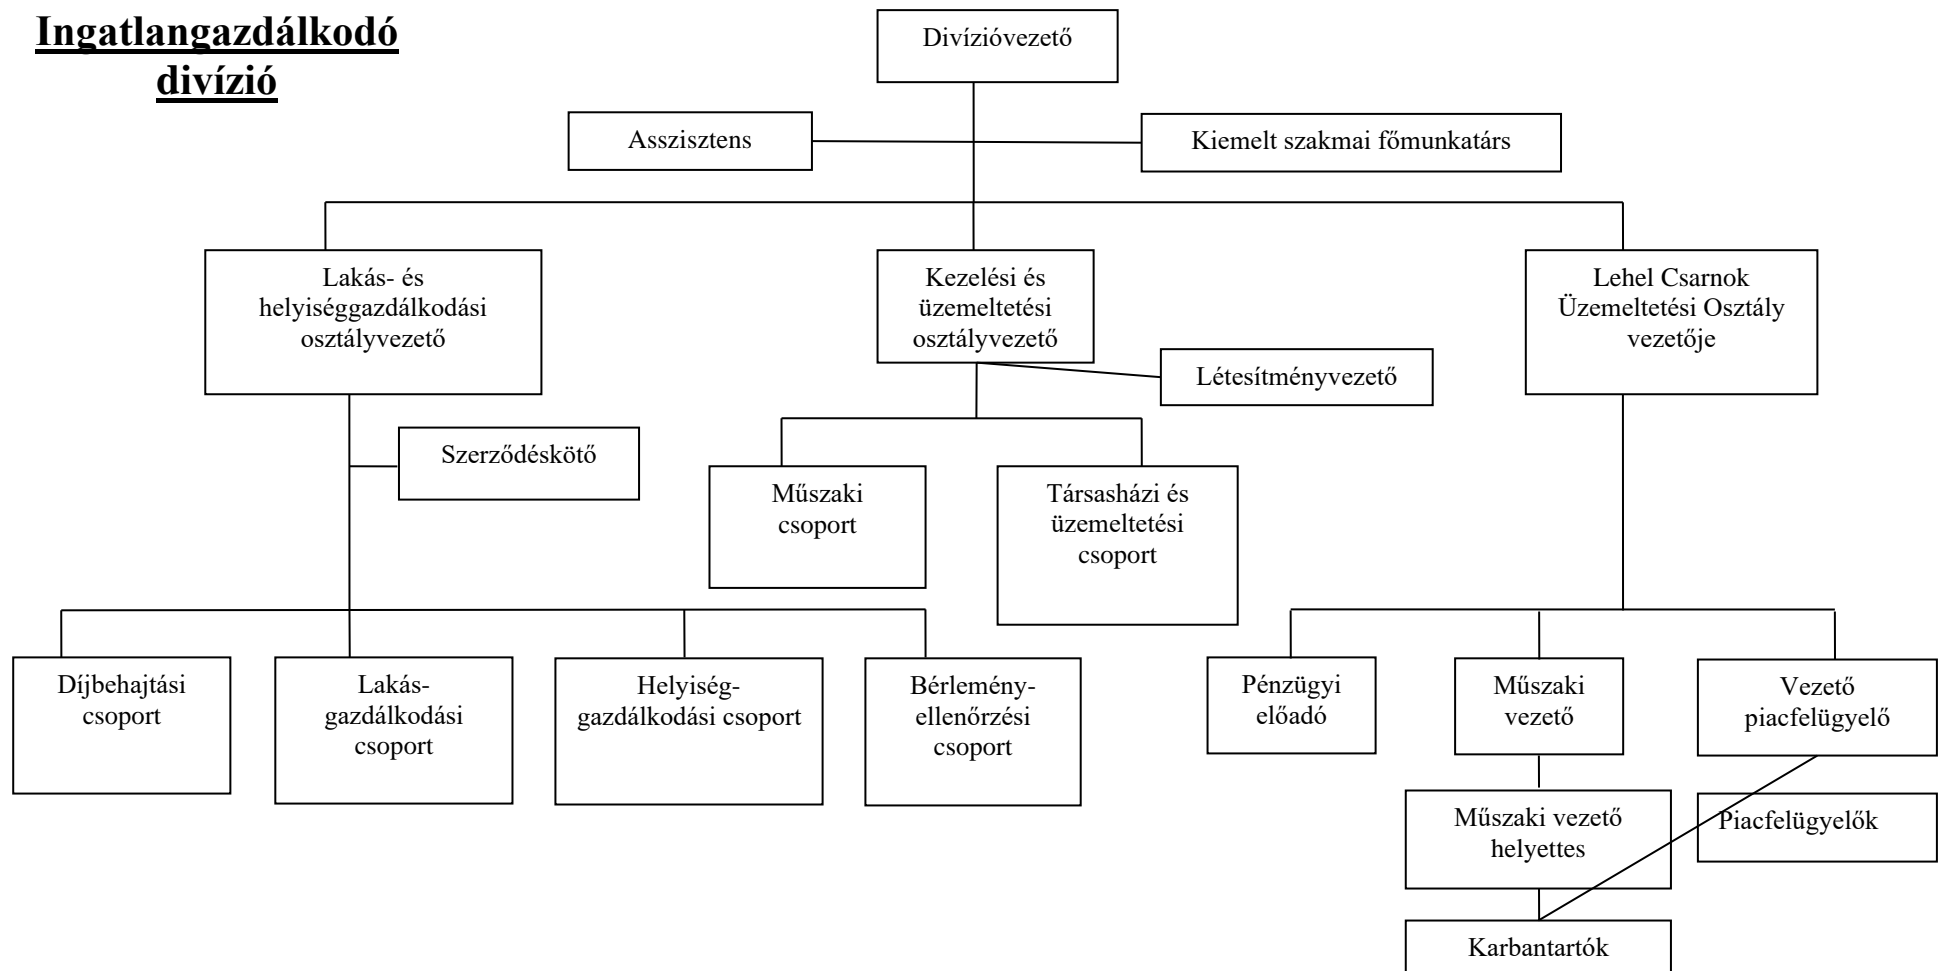 Ingatlangazdálkodó
divízió
Divízióvezető
Asszisztens
Kiemelt szakmai főmunkatárs
Lakás- és
helyiséggazdálkodási
osztályvezető
Kezelési és
üzemeltetési
osztályvezető
Lehel Csarnok
Üzemeltetési Osztály
vezetője
Létesítményvezető
Szerződéskötő
Műszaki
csoport
Társasházi és
üzemeltetési
csoport
Díjbehajtási
csoport
Lakás-
gazdálkodási
csoport
Helyiség-
gazdálkodási csoport
Bérlemény-
ellenőrzési
csoport
Pénzügyi
előadó
Műszaki
vezető
Vezető
piacfelügyelő
Műszaki vezető
helyettes
Piacfelügyelők
Karbantartók